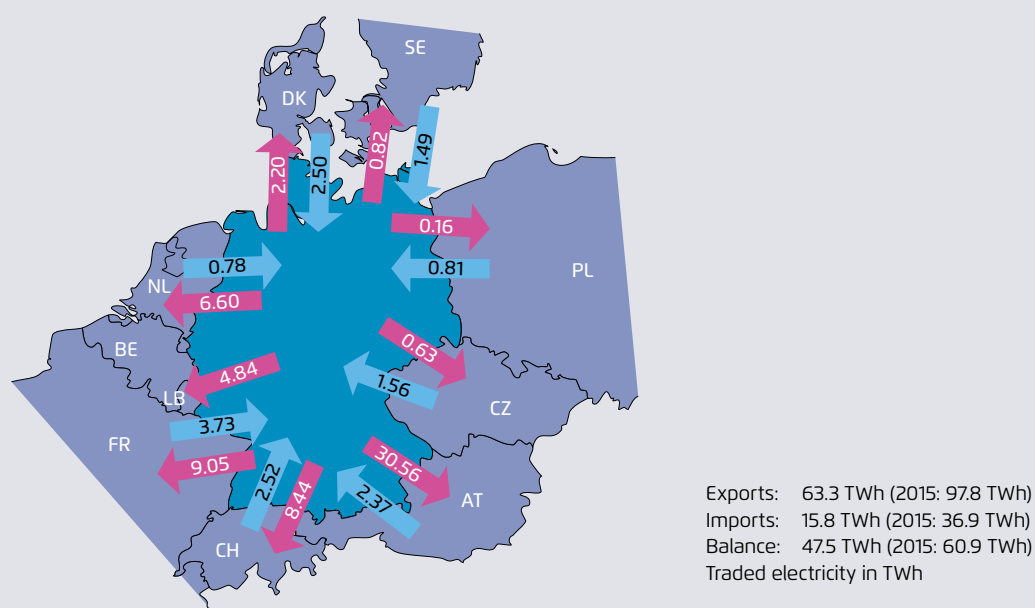 SE
DK
0.82
1.49
2.20
2.50
0.16
PL
0.81
0.78
NL
6.60
BE
0.63
4.84
1.56
LB
CZ
3.73
FR
9.05
30.56
2.52
8.44
2.37
AT
CH
Exports: 63.3 TWh (2015: 97.8 TWh)
Imports: 15.8 TWh (2015: 36.9 TWh)
Balance: 47.5 TWh (2015: 60.9 TWh)
Traded electricity in TWh